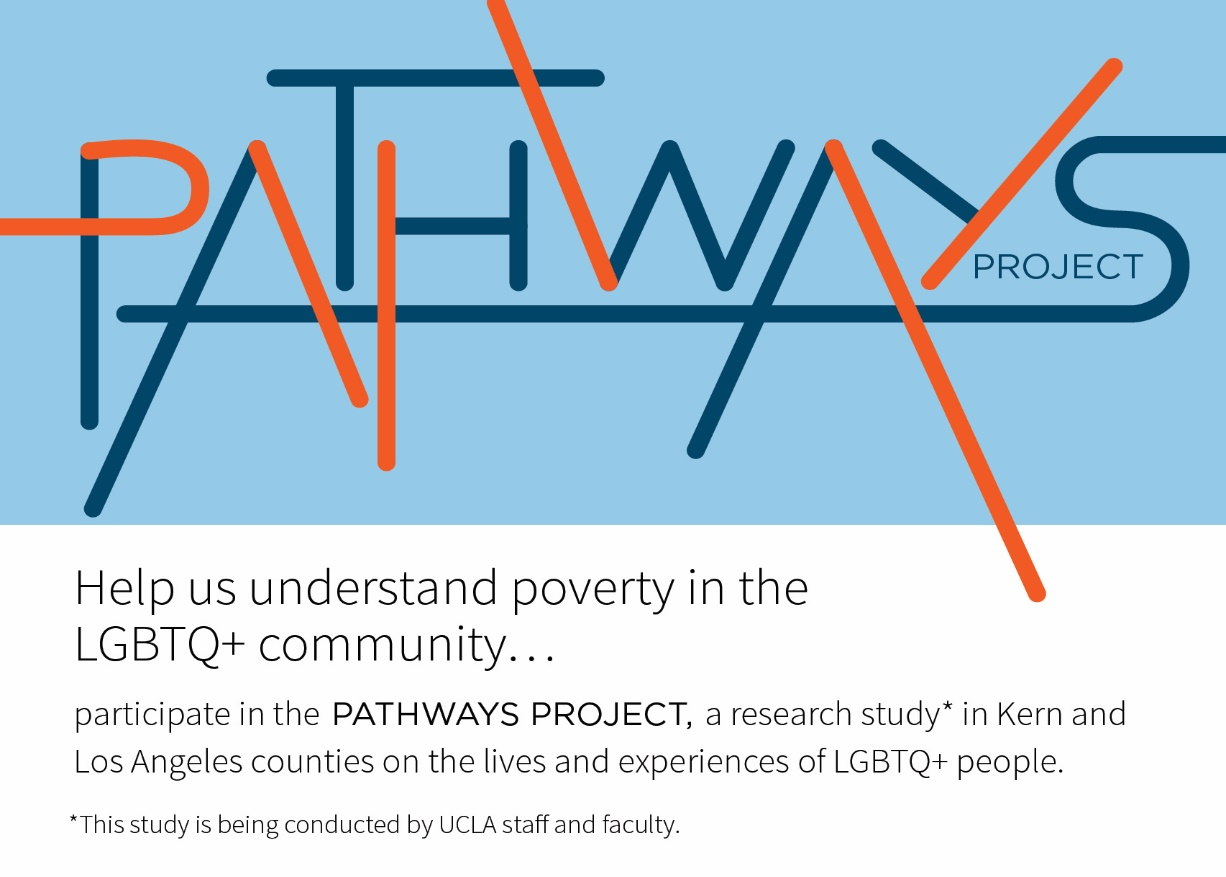 PATHWAYS
PROJECT
Help us understand poverty in the
LGBTQ+ community…
participate in the PATHWAYS PROJECT, a research study* in Kern and
Los Angeles counties on the lives and experiences of LGBTQ+ people.
*This study is being conducted by UCLA staff and faculty.